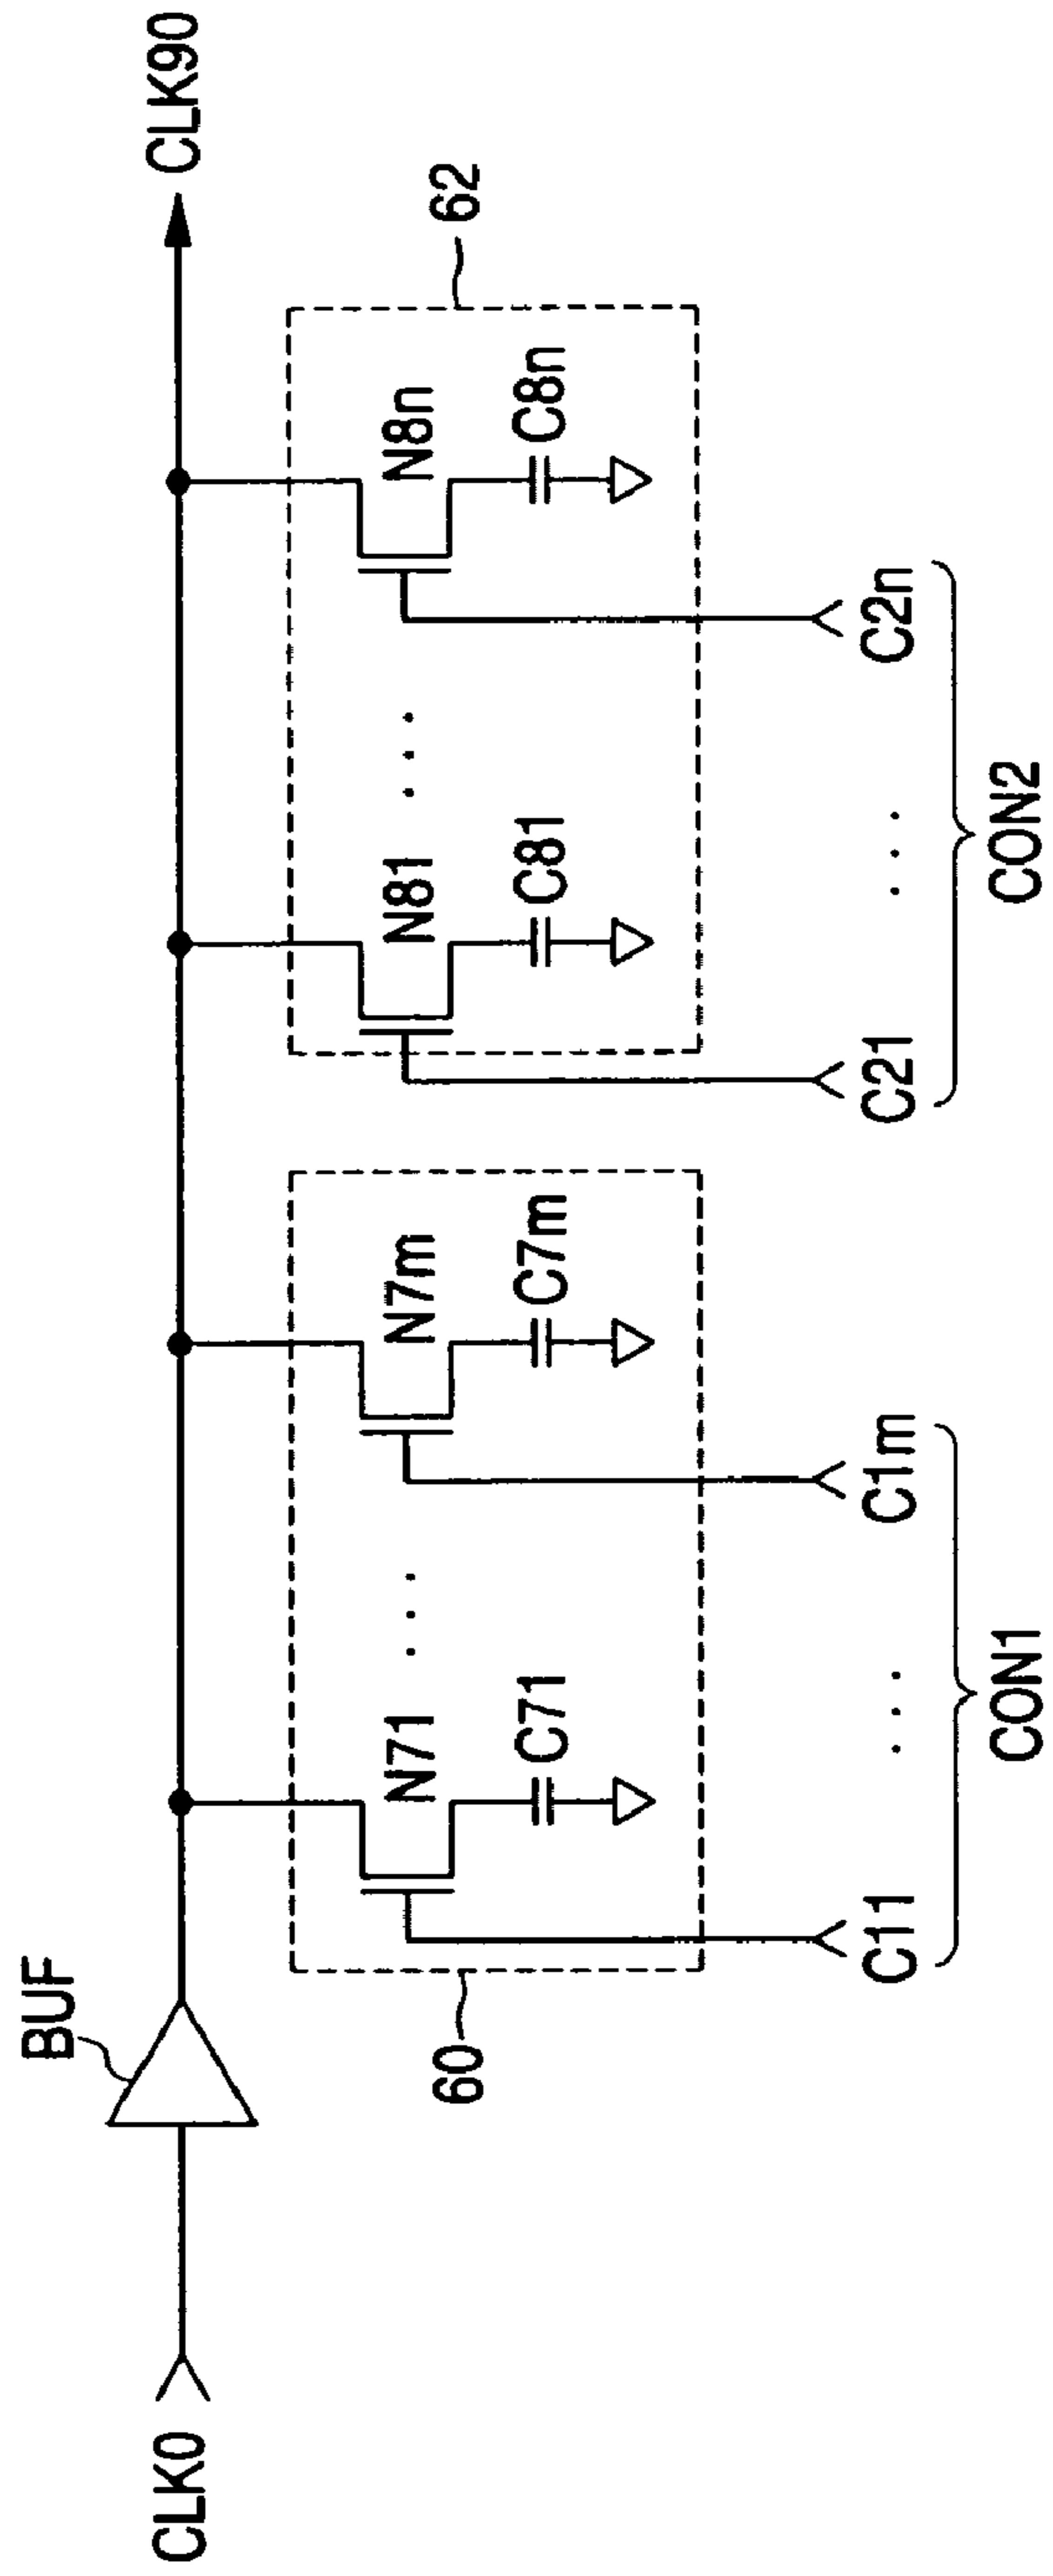 BUF
CLK0
CLK90
60
62
N71
N7m
N81
N8n
. . .
. . .
C71
C7m
C81
C8n
C11
. . .
C1m
C21
. . .
C2n
CON1
CON2